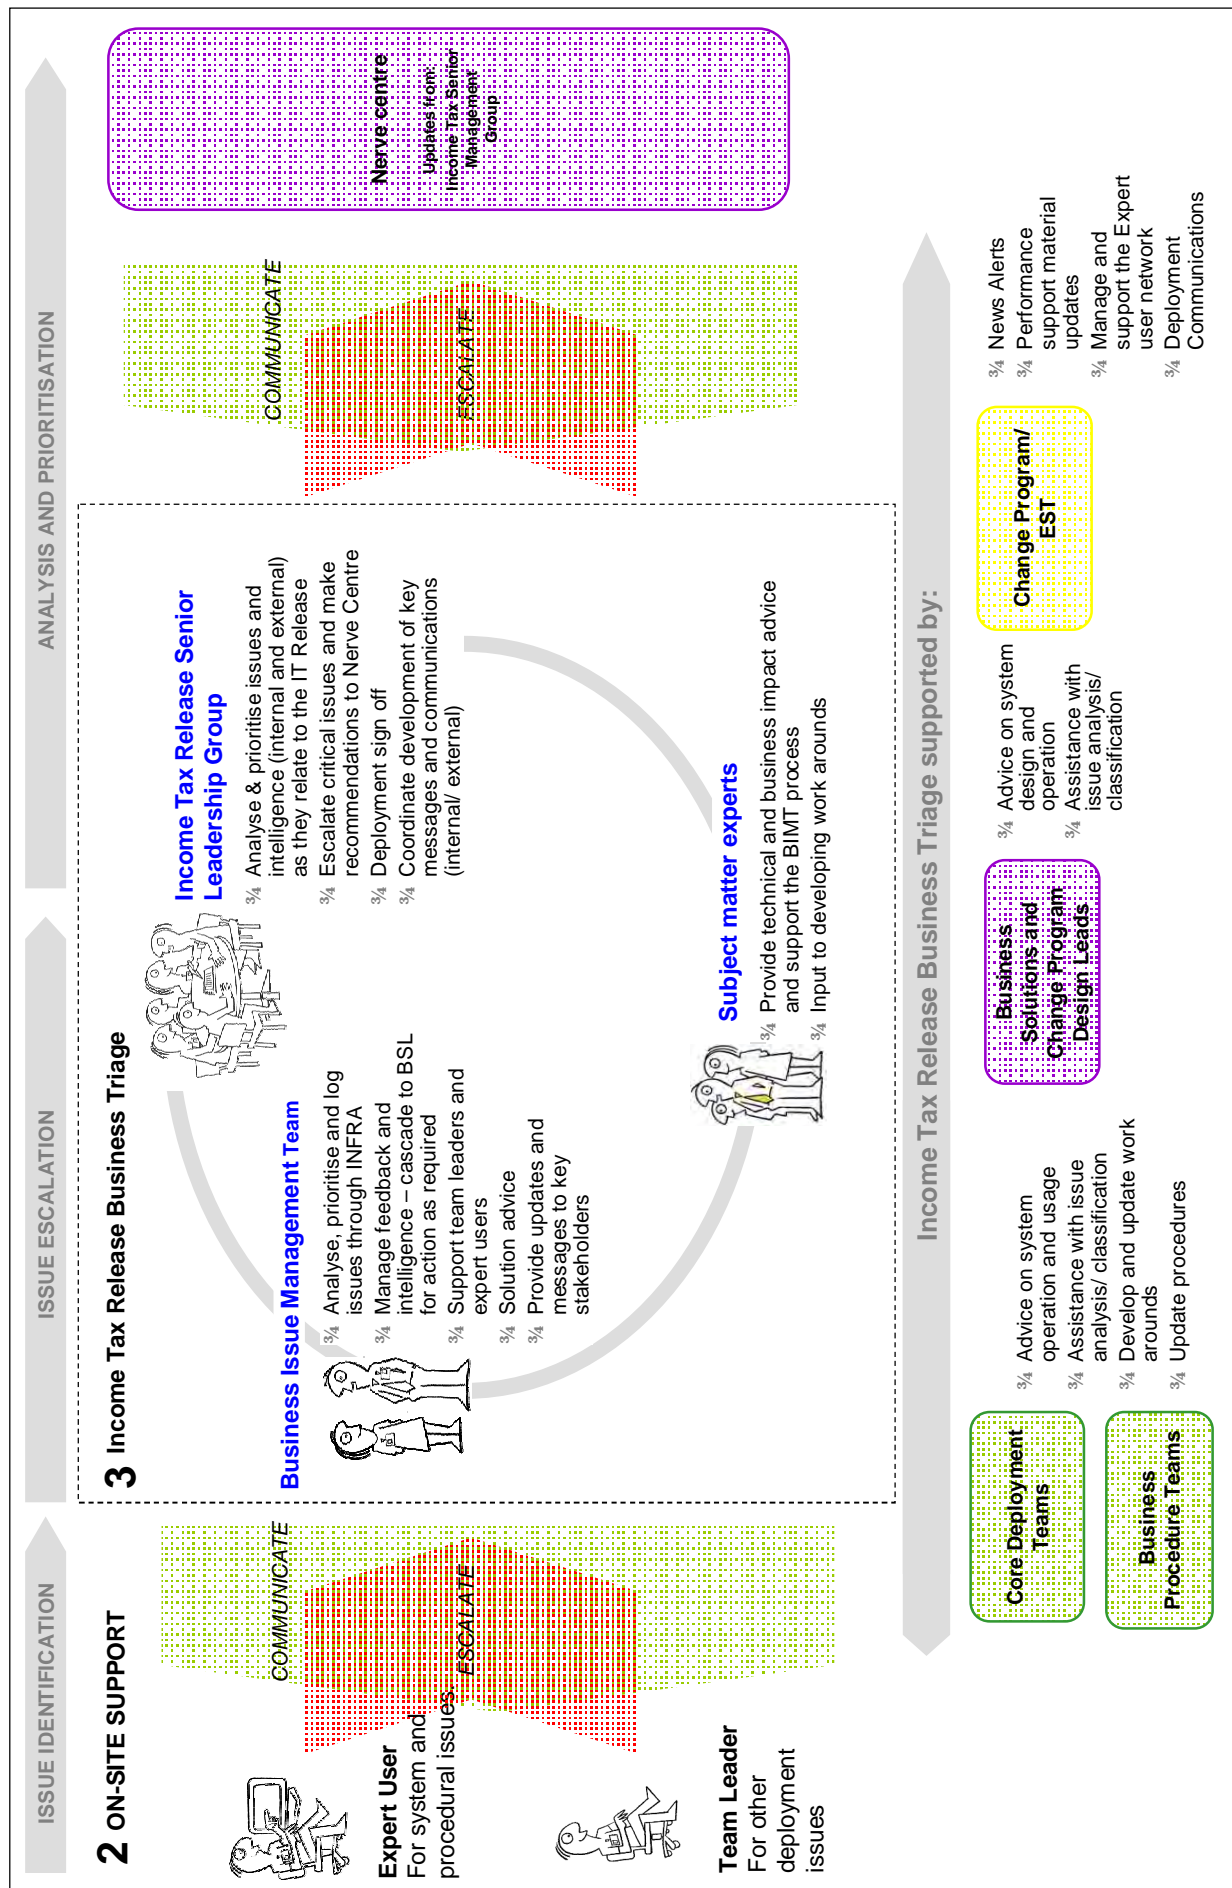 ISSUE IDENTIFICATION
ISSUE ESCALATION
ANALYSIS AND PRIORITISATION
2 ON-SITE SUPPORT
Expert User
For system and
procedural issues.
Team Leader
For other
deployment
issues
COMMUNICATE
ESCALATE
3 Income Tax Release Business Triage
Business Issue Management Team
¾ Analyse, prioritise and log
issues through INFRA
¾ Manage feedback and
intelligence – cascade to BSL
for action as required
¾ Support team leaders and
expert users
¾ Solution advice
¾ Provide updates and
messages to key
stakeholders
Income Tax Release Senior
Leadership Group
¾ Analyse & prioritise issues and
intelligence (internal and external)
as they relate to the IT Release
¾ Escalate critical issues and make
recommendations to Nerve Centre
¾ Deployment sign off
¾ Coordinate development of key
messages and communications
(internal/ external)
Subject matter experts
¾ Provide technical and business impact advice
and support the BIMT process
¾ Input to developing work arounds
COMMUNICATE
ESCALATE
Nerve centre
Updates from:
Income Tax Senior
Management
Group
Income Tax Release Business Triage supported by:
Core Deployment
Teams
Business
Procedure Teams
¾ Advice on system
operation and usage
¾ Assistance with issue
analysis/ classification
¾ Develop and update work
arounds
¾ Update procedures
Business
Solutions and
Change Program
Design Leads
¾ Advice on system
design and
operation
¾ Assistance with
issue analysis/
classification
Change Program/
EST
¾ News Alerts
¾ Performance
support material
updates
¾ Manage and
support the Expert
user network
¾ Deployment
Communications